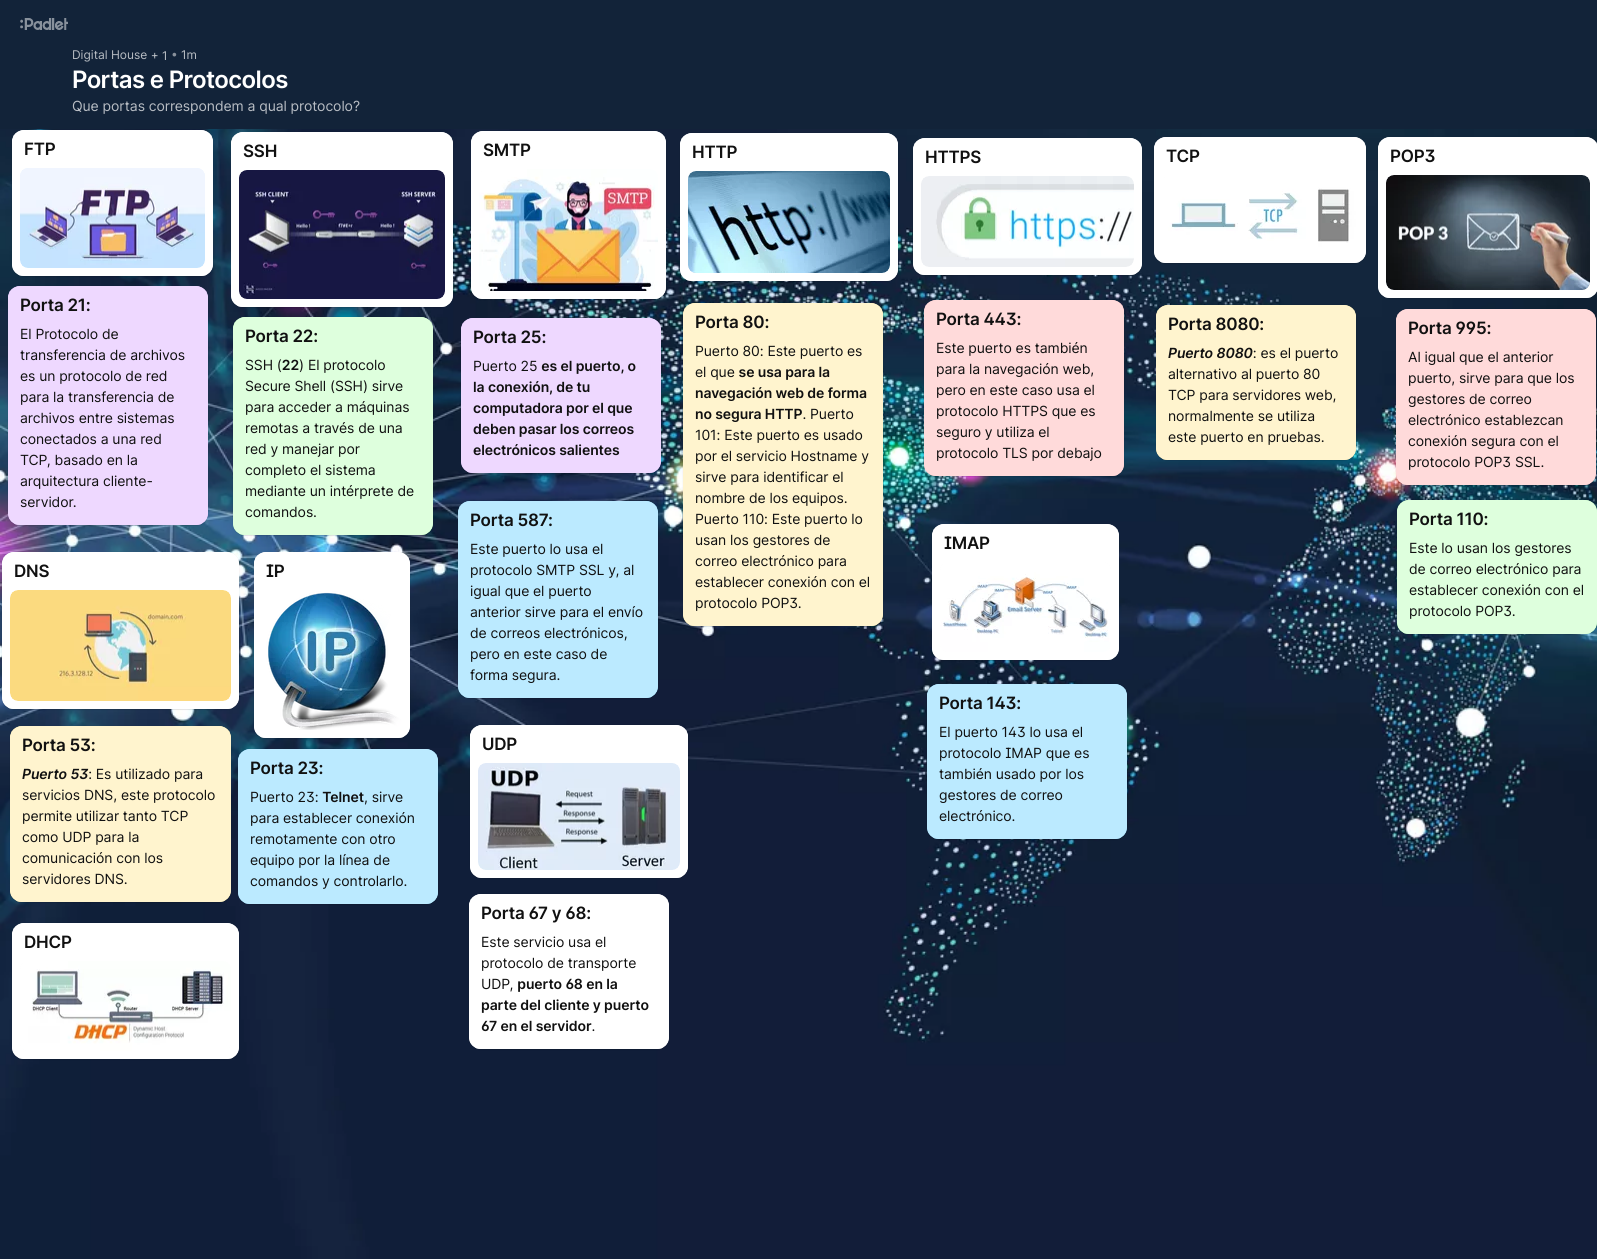 :Padlet
Digital House + 1 • 1m
Portas e Protocolos
Que portas correspondem a qual protocolo?
FTP
FTP
Porta 21:
El Protocolo de
transferencia de archivos
es un protocolo de red
para la transferencia de
archivos entre sistemas
conectados a una red
TCP, basado en la
arquitectura cliente-
servidor.
SSH
SSH CLIENT
SSH SERVER
Hello !
Hello !
Porta 22:
SSH (22) El protocolo
Secure Shell (SSH) sirve
para acceder a máquinas
remotas a través de una
red y manejar por
completo el sistema
mediante un intérprete de
comandos.
SMTP
SMTP
Porta 25:
Puerto 25 es el puerto, o
la conexión, de tu
computadora por el que
deben pasar los correos
electrónicos salientes
Porta 587:
Este puerto lo usa el
protocolo SMTP SSL y, al
igual que el puerto
anterior sirve para el envío
de correos electrónicos,
pero en este caso de
forma segura.
HTTP
http://www
Porta 80:
Puerto 80: Este puerto es
el que se usa para la
navegación web de forma
no segura HTTP. Puerto
101: Este puerto es usado
por el servicio Hostname y
sirve para identificar el
nombre de los equipos.
Puerto 110: Este puerto lo
usan los gestores de
correo electrónico para
establecer conexión con el
protocolo POP3.
HTTPS
https://
Porta 443:
Este puerto es también
para la navegación web,
pero en este caso usa el
protocolo HTTPS que es
seguro y utiliza el
protocolo TLS por debajo
TCP
TCP
Porta 8080:
Puerto 8080: es el puerto
alternativo al puerto 80
TCP para servidores web,
normalmente se utiliza
este puerto en pruebas.
POP3
POP 3
Porta 995:
Al igual que el anterior
puerto, sirve para que los
gestores de correo
electrónico establezcan
conexión segura con el
protocolo POP3 SSL.
Porta 110:
Este lo usan los gestores
de correo electrónico para
establecer conexión con el
protocolo POP3.
DNS
domain.com
216.3.128.12
Porta 53:
Puerto 53: Es utilizado para
servicios DNS, este protocolo
permite utilizar tanto TCP
como UDP para la
comunicación con los
servidores DNS.
IP
IP
Porta 23:
Puerto 23: Telnet, sirve
para establecer conexión
remotamente con otro
equipo por la línea de
comandos y controlarlo.
IMAP
IMAP
IMAP
IMAP
IMAP
Email Server
SmartPhone
Desktop PC
Tablet
Desktop PC
Porta 143:
El puerto 143 lo usa el
protocolo IMAP que es
también usado por los
gestores de correo
electrónico.
UDP
UDP
Request
Response
Response
Client
Server
Porta 67 y 68:
Este servicio usa el
protocolo de transporte
UDP, puerto 68 en la
parte del cliente y puerto
67 en el servidor.
DHCP
DHCP Client
Router
DHCP Server
DHCP
Dynamic Host
Configuration Protocol